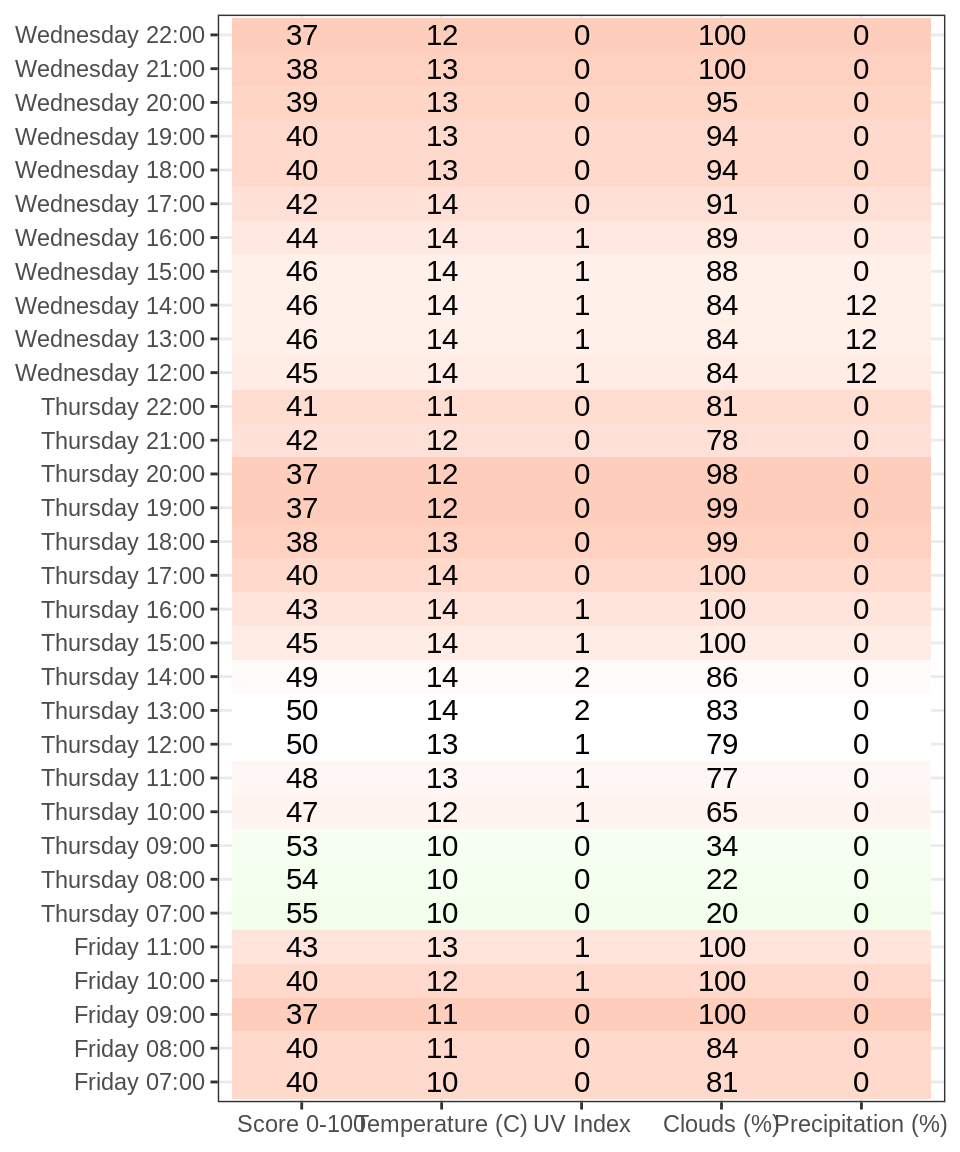 Wednesday 22:00 37 12 0 100 0
Wednesday 21:00 38 13 0 100 0
Wednesday 20:00 39 13 0 95 0
Wednesday 19:00 40 13 0 94 0
Wednesday 18:00 40 13 0 94 0
Wednesday 17:00 42 14 0 91 0
Wednesday 16:00 44 14 1 89 0
Wednesday 15:00 46 14 1 88 0
Wednesday 14:00 46 14 1 84 12
Wednesday 13:00 46 14 1 84 12
Wednesday 12:00 45 14 1 84 12
Thursday 22:00 41 11 0 81 0
Thursday 21:00 42 12 0 78 0
Thursday 20:00 37 12 0 98 0
Thursday 19:00 37 12 0 99 0
Thursday 18:00 38 13 0 99 0
Thursday 17:00 40 14 0 100 0
Thursday 16:00 43 14 1 100 0
Thursday 15:00 45 14 1 100 0
Thursday 14:00 49 14 2 86 0
Thursday 13:00 50 14 2 83 0
Thursday 12:00 50 13 1 79 0
Thursday 11:00 48 13 1 77 0
Thursday 10:00 47 12 1 65 0
Thursday 09:00 53 10 0 34 0
Thursday 08:00 54 10 0 22 0
Thursday 07:00 55 10 0 20 0
Friday 11:00 43 13 1 100 0
Friday 10:00 40 12 1 100 0
Friday 09:00 37 11 0 100 0
Friday 08:00 40 11 0 84 0
Friday 07:00 40 10 0 81 0
Score 0-100 Temperature (C) UV Index Clouds (%) Precipitation (%)